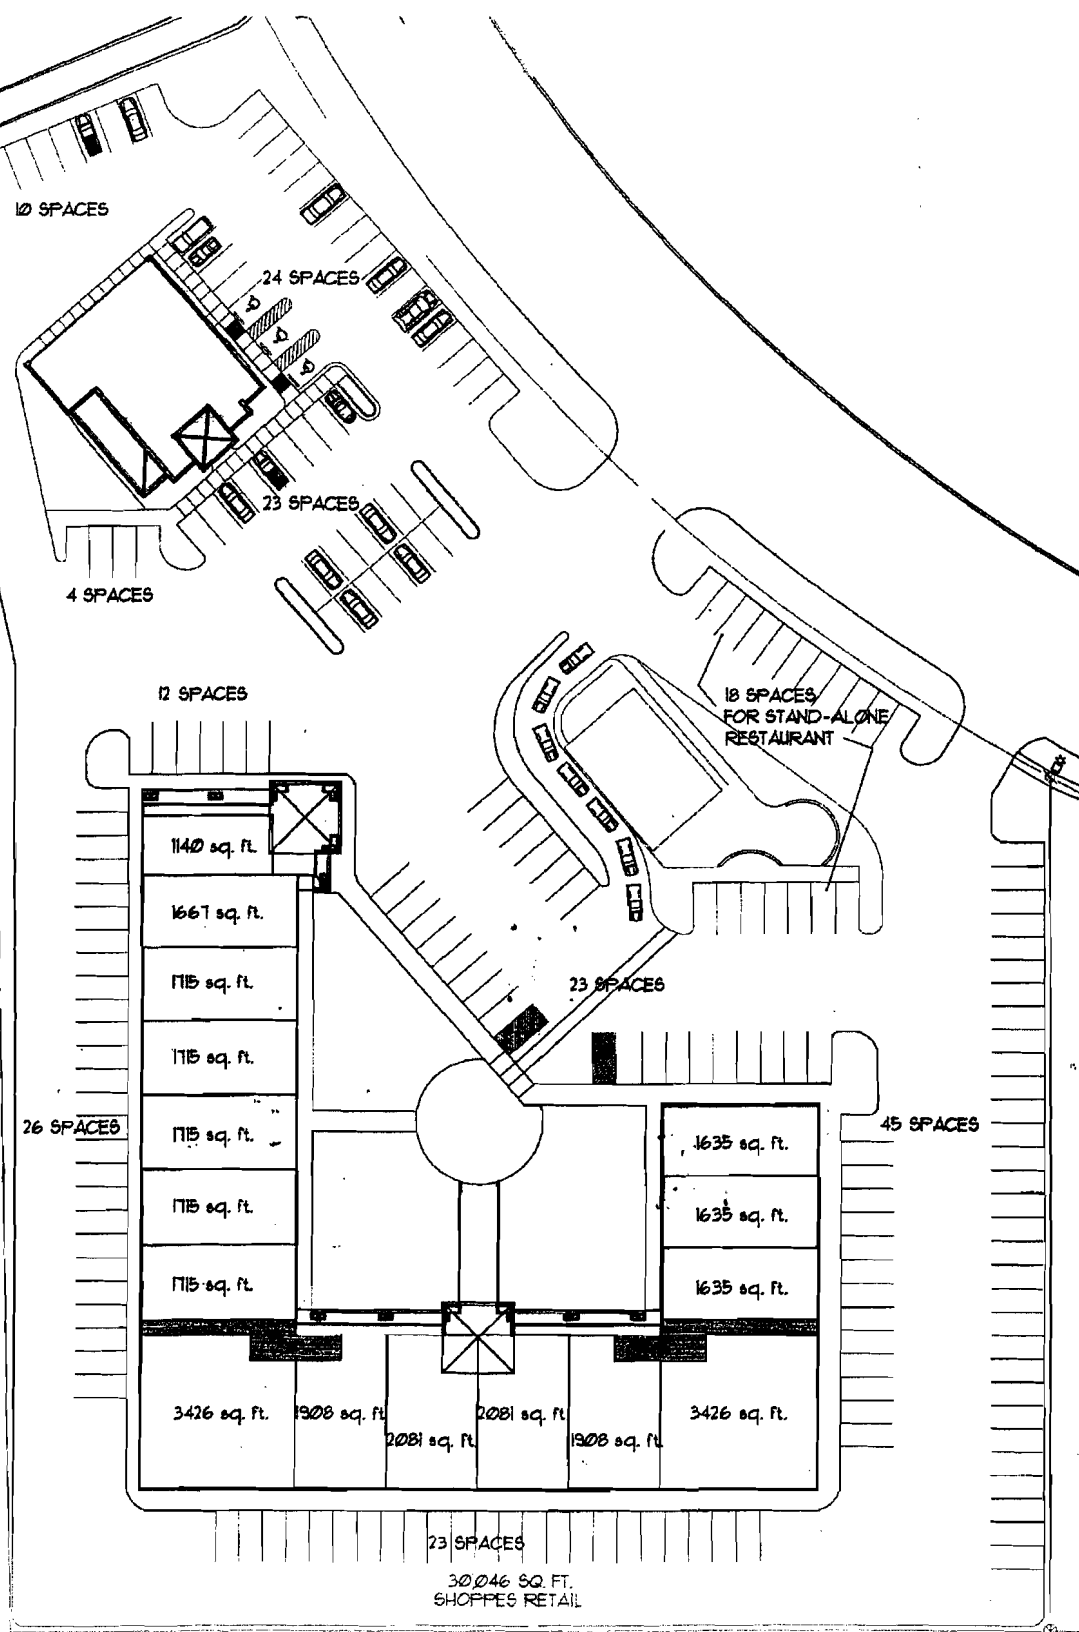 10 SPACES
24 SPACES
23 SPACES
4 SPACES
12 SPACES
18 SPACES
FOR STAND-ALONE
RESTAURANT
1140 sq. ft.
1667 sq. ft.
1715 sq. ft.
23 SPACES
1715 sq. ft.
26 SPACES
1715 sq. ft.
1635 sq. ft.
45 SPACES
1715 sq. ft.
1635 sq. ft.
1715 sq. ft.
1635 sq. ft.
3426 sq. ft.
1908 sq. ft.
2081 sq. ft.
2081 sq. ft.
1908 sq. ft.
3426 sq. ft.
23 SPACES
30,046 SQ. FT.
SHOPPES RETAIL